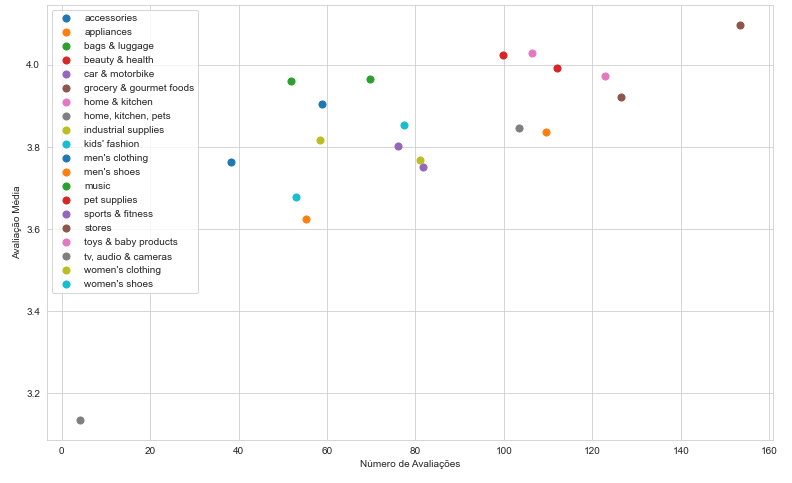 accessories
appliances
bags & luggage
beauty & health
car & motorbike
grocery & gourmet foods
home & kitchen
home, kitchen, pets
industrial supplies
kids' fashion
men's clothing
men's shoes
music
pet supplies
sports & fitness
stores
toys & baby products
tv, audio & cameras
women's clothing
women's shoes
4.0
3.8
3.6
3.4
3.2
Avaliação Média
0 20 40 60 80 100 120 140 160
Número de Avaliações